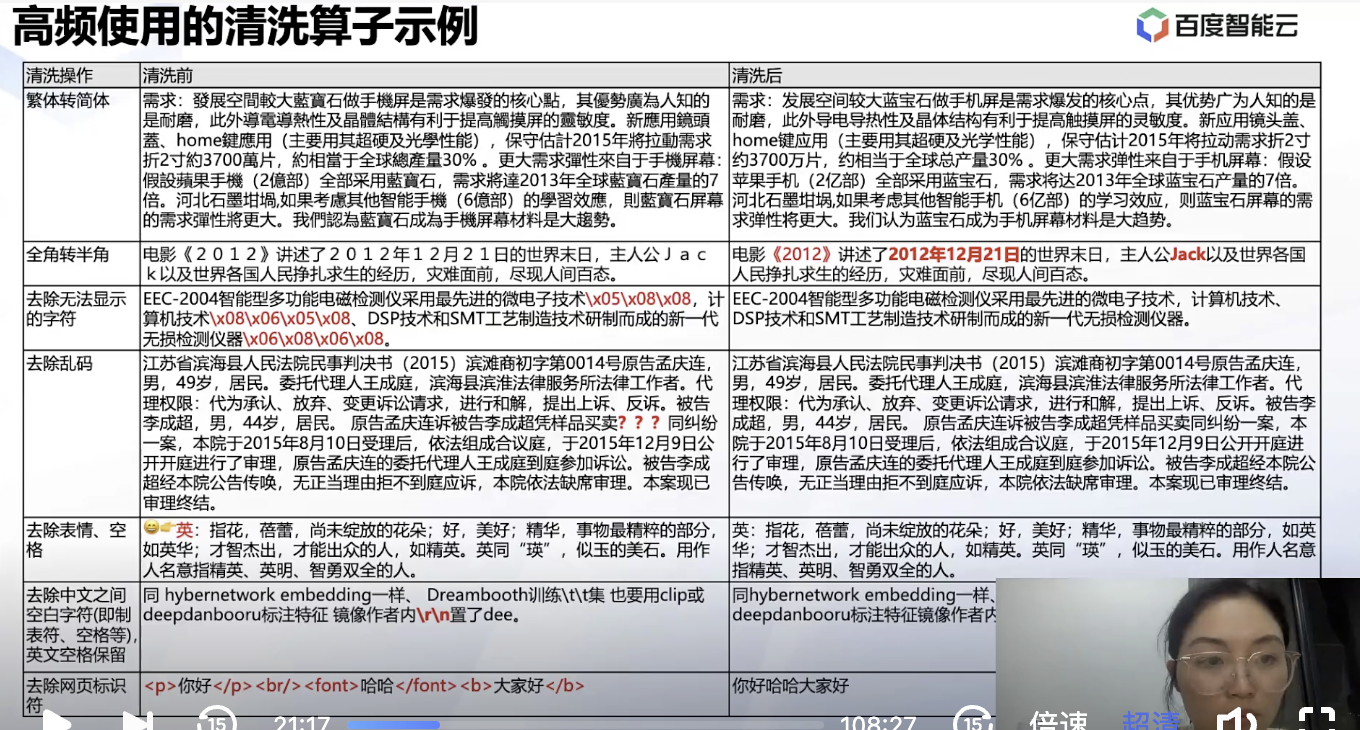 高频使用的清洗算子示例
百度智能云
清洗操作
清洗前
清洗后
繁体转简体
需求：發展空間較大藍寶石做手機屏是需求爆發的核心點，其優勢廣為人知的
是耐磨，此外導電導熱性及晶體結構有利于提高觸摸屏的靈敏度。新應用鏡頭
蓋、home鍵應用（主要用其超硬及光學性能），保守估計2015年將拉動需求
折2寸約3700萬片，約相當于全球總產量30% 。更大需求彈性來自于手機屏幕：
假設蘋果手機（2億部）全部采用藍寶石，需求將達2013年全球藍寶石產量的7
倍。河北石墨坩堝,如果考慮其他智能手機（6億部）的學習效應，則藍寶石屏幕
的需求彈性將更大。我們認為藍寶石成為手機屏幕材料是大趨勢。
需求：发展空间较大蓝宝石做手机屏是需求爆发的核心点，其优势广为人知的是
耐磨，此外导电导热性及晶体结构有利于提高触摸屏的灵敏度。新应用镜头盖、
home键应用（主要用其超硬及光学性能），保守估计2015年将拉动需求折2寸
约3700万片，约相当于全球总产量30% 。更大需求弹性来自于手机屏幕：假设
苹果手机（2亿部）全部采用蓝宝石，需求将达2013年全球蓝宝石产量的7倍。
河北石墨坩埚,如果考虑其他智能手机（6亿部）的学习效应，则蓝宝石屏幕的需
求弹性将更大。我们认为蓝宝石成为手机屏幕材料是大趋势。
全角转半角
电影《２０１２》讲述了２０１２年１２月２１日的世界末日，主人公Ｊａｃ
ｋ以及世界各国人民挣扎求生的经历，灾难面前，尽现人间百态。
电影《2012》讲述了2012年12月21日的世界末日，主人公Jack以及世界各国
人民挣扎求生的经历，灾难面前，尽现人间百态。
去除无法显示
的字符
EEC-2004智能型多功能电磁检测仪采用最先进的微电子技术\x05\x08\x08，计
算机技术\x08\x06\x05\x08、DSP技术和SMT工艺制造技术研制而成的新一代
无损检测仪器\x06\x08\x06\x08。
EEC-2004智能型多功能电磁检测仪采用最先进的微电子技术，计算机技术、
DSP技术和SMT工艺制造技术研制而成的新一代无损检测仪器。
去除乱码
江苏省滨海县人民法院民事判决书（2015）滨滩商初字第0014号原告孟庆连，
男，49岁，居民。委托代理人王成庭，滨海县滨淮法律服务所法律工作者。代
理权限：代为承认、放弃、变更诉讼请求，进行和解，提出上诉、反诉。被告
李成超，男，44岁，居民。 原告孟庆连诉被告李成超凭样品买卖？？？同纠纷
一案，本院于2015年8月10日受理后，依法组成合议庭，于2015年12月9日公
开开庭进行了审理，原告孟庆连的委托代理人王成庭到庭参加诉讼。被告李成
超经本院公告传唤，无正当理由拒不到庭应诉，本院依法缺席审理。本案现已
审理终结。
江苏省滨海县人民法院民事判决书（2015）滨滩商初字第0014号原告孟庆连，
男，49岁，居民。委托代理人王成庭，滨海县滨淮法律服务所法律工作者。代
理权限：代为承认、放弃、变更诉讼请求，进行和解，提出上诉、反诉。被告李
成超，男，44岁，居民。 原告孟庆连诉被告李成超凭样品买卖同纠纷一案，本
院于2015年8月10日受理后，依法组成合议庭，于2015年12月9日公开开庭进
行了审理，原告孟庆连的委托代理人王成庭到庭参加诉讼。被告李成超经本院公
告传唤，无正当理由拒不到庭应诉，本院依法缺席审理。本案现已审理终结。
去除表情、空
格
😄👉英：指花，蓓蕾，尚未绽放的花朵；好，美好；精华，事物最精粹的部分，
如英华；才智杰出，才能出众的人，如精英。英同“瑛”，似玉的美石。用作
人名意指精英、英明、智勇双全的人。
英：指花，蓓蕾，尚未绽放的花朵；好，美好；精华，事物最精粹的部分，如英
华；才智杰出，才能出众的人，如精英。英同“瑛”，似玉的美石。用作人名意
指精英、英明、智勇双全的人。
去除中文之间
空白字符(即制
表符、空格等),
英文空格保留
同 hybernetwork embedding一样、 Dreambooth训练\t\t集 也要用clip或
deepdanbooru标注特征 镜像作者内\r\n置了dee。
同hybernetwork embedding一样、
deepdanbooru标注特征镜像作者内
去除网页标识
符
<p>你好</p><br/><font>哈哈</font><b>大家好</b>
你好哈哈大家好
15
21:17
108:27
15
倍速
超清